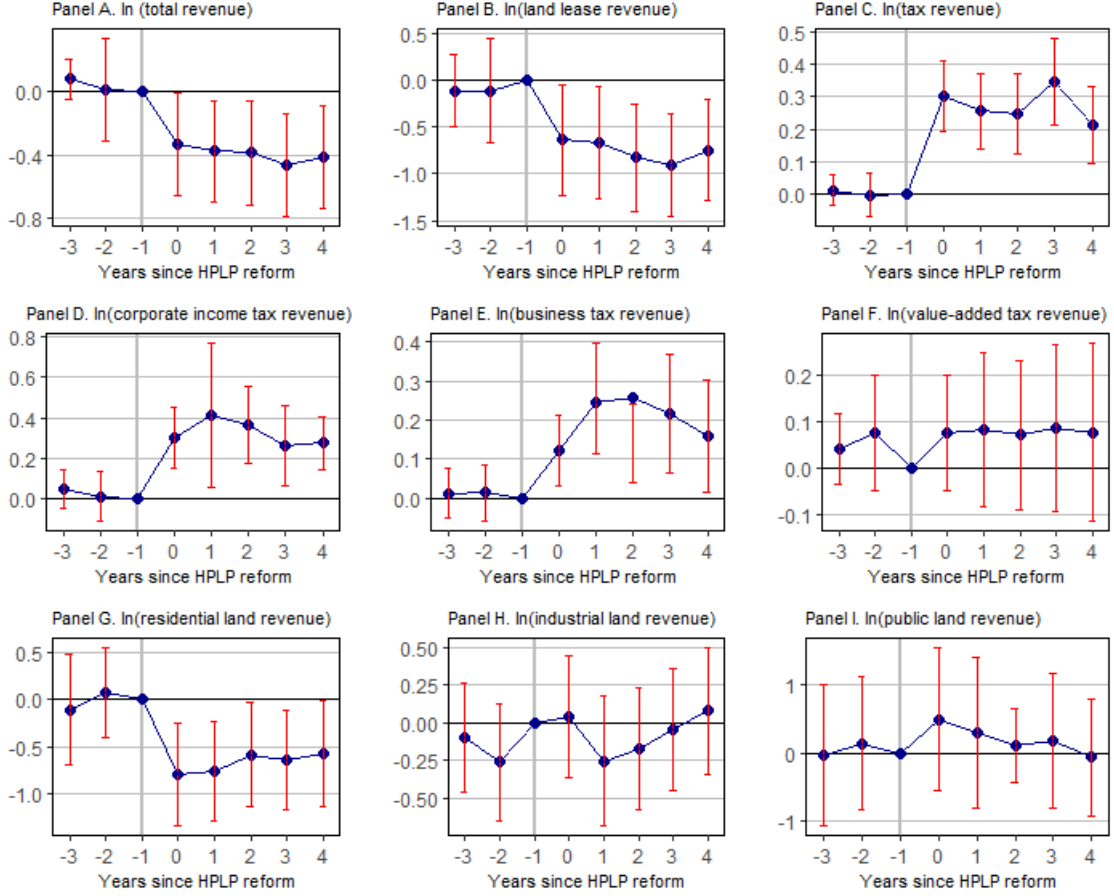 Panel A. ln (total revenue)
0.0
-0.4
-0.8
-3 -2 -1 0 1 2 3 4
Years since HPLP reform
Panel B. ln(land lease revenue)
0.5
0.0
-0.5
-1.0
-1.5
-3 -2 -1 0 1 2 3 4
Years since HPLP reform
Panel C. ln(tax revenue)
0.5
0.4
0.3
0.2
0.1
0.0
-3 -2 -1 0 1 2 3 4
Years since HPLP reform
Panel D. ln(corporate income tax revenue)
0.8
0.6
0.4
0.2
0.0
-3 -2 -1 0 1 2 3 4
Years since HPLP reform
Panel E. ln(business tax revenue)
0.4
0.3
0.2
0.1
0.0
-3 -2 -1 0 1 2 3 4
Years since HPLP reform
Panel F. ln(value-added tax revenue)
0.2
0.1
0.0
-0.1
-3 -2 -1 0 1 2 3 4
Years since HPLP reform
Panel G. ln(residential land revenue)
0.5
0.0
-0.5
-1.0
-3 -2 -1 0 1 2 3 4
Years since HPLP reform
Panel H. ln(industrial land revenue)
0.50
0.25
0.00
-0.25
-0.50
-3 -2 -1 0 1 2 3 4
Years since HPLP reform
Panel I. ln(public land revenue)
1
0
-1
-3 -2 -1 0 1 2 3 4
Years since HPLP reform